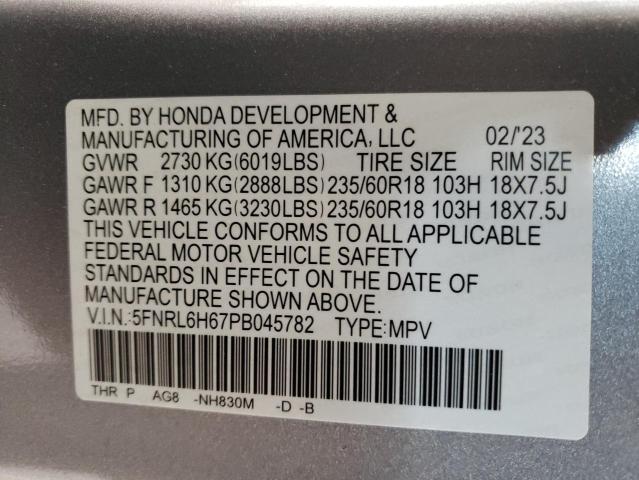 MFD. BY HONDA DEVELOPMENT &
MANUFACTURING OF AMERICA, LLC 02/'23
GVWR 2730 KG(6019LBS) TIRE SIZE RIM SIZE
GAWR F 1310 KG(2888LBS) 235/60R18 103H 18X7.5J
GAWR R 1465 KG(3230LBS) 235/60R18 103H 18X7.5J
THIS VEHICLE CONFORMS TO ALL APPLICABLE
FEDERAL MOTOR VEHICLE SAFETY
STANDARDS IN EFFECT ON THE DATE OF
MANUFACTURE SHOWN ABOVE.
V.I.N.:5FNRL6H67PB045782 TYPE:MPV
THR P AG8 -NH830M -D -B